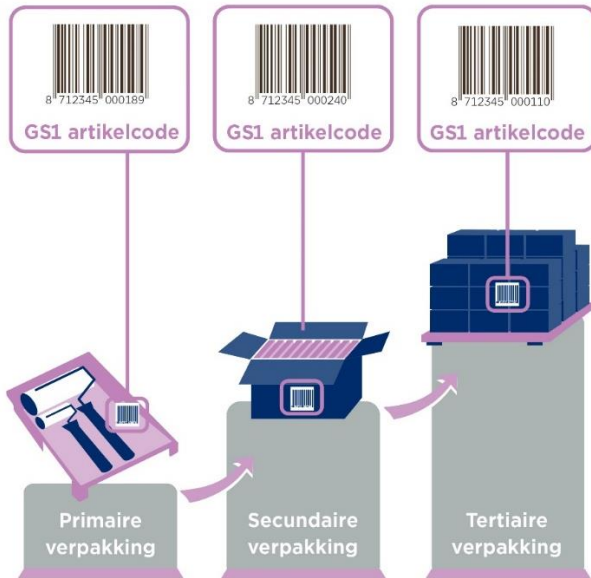 8 712345 000189
GS1 artikelcode
8 712345 000240
GS1 artikelcode
8 712345 000110
GS1 artikelcode
Primaire
verpakking
Secundaire
verpakking
Tertiaire
verpakking